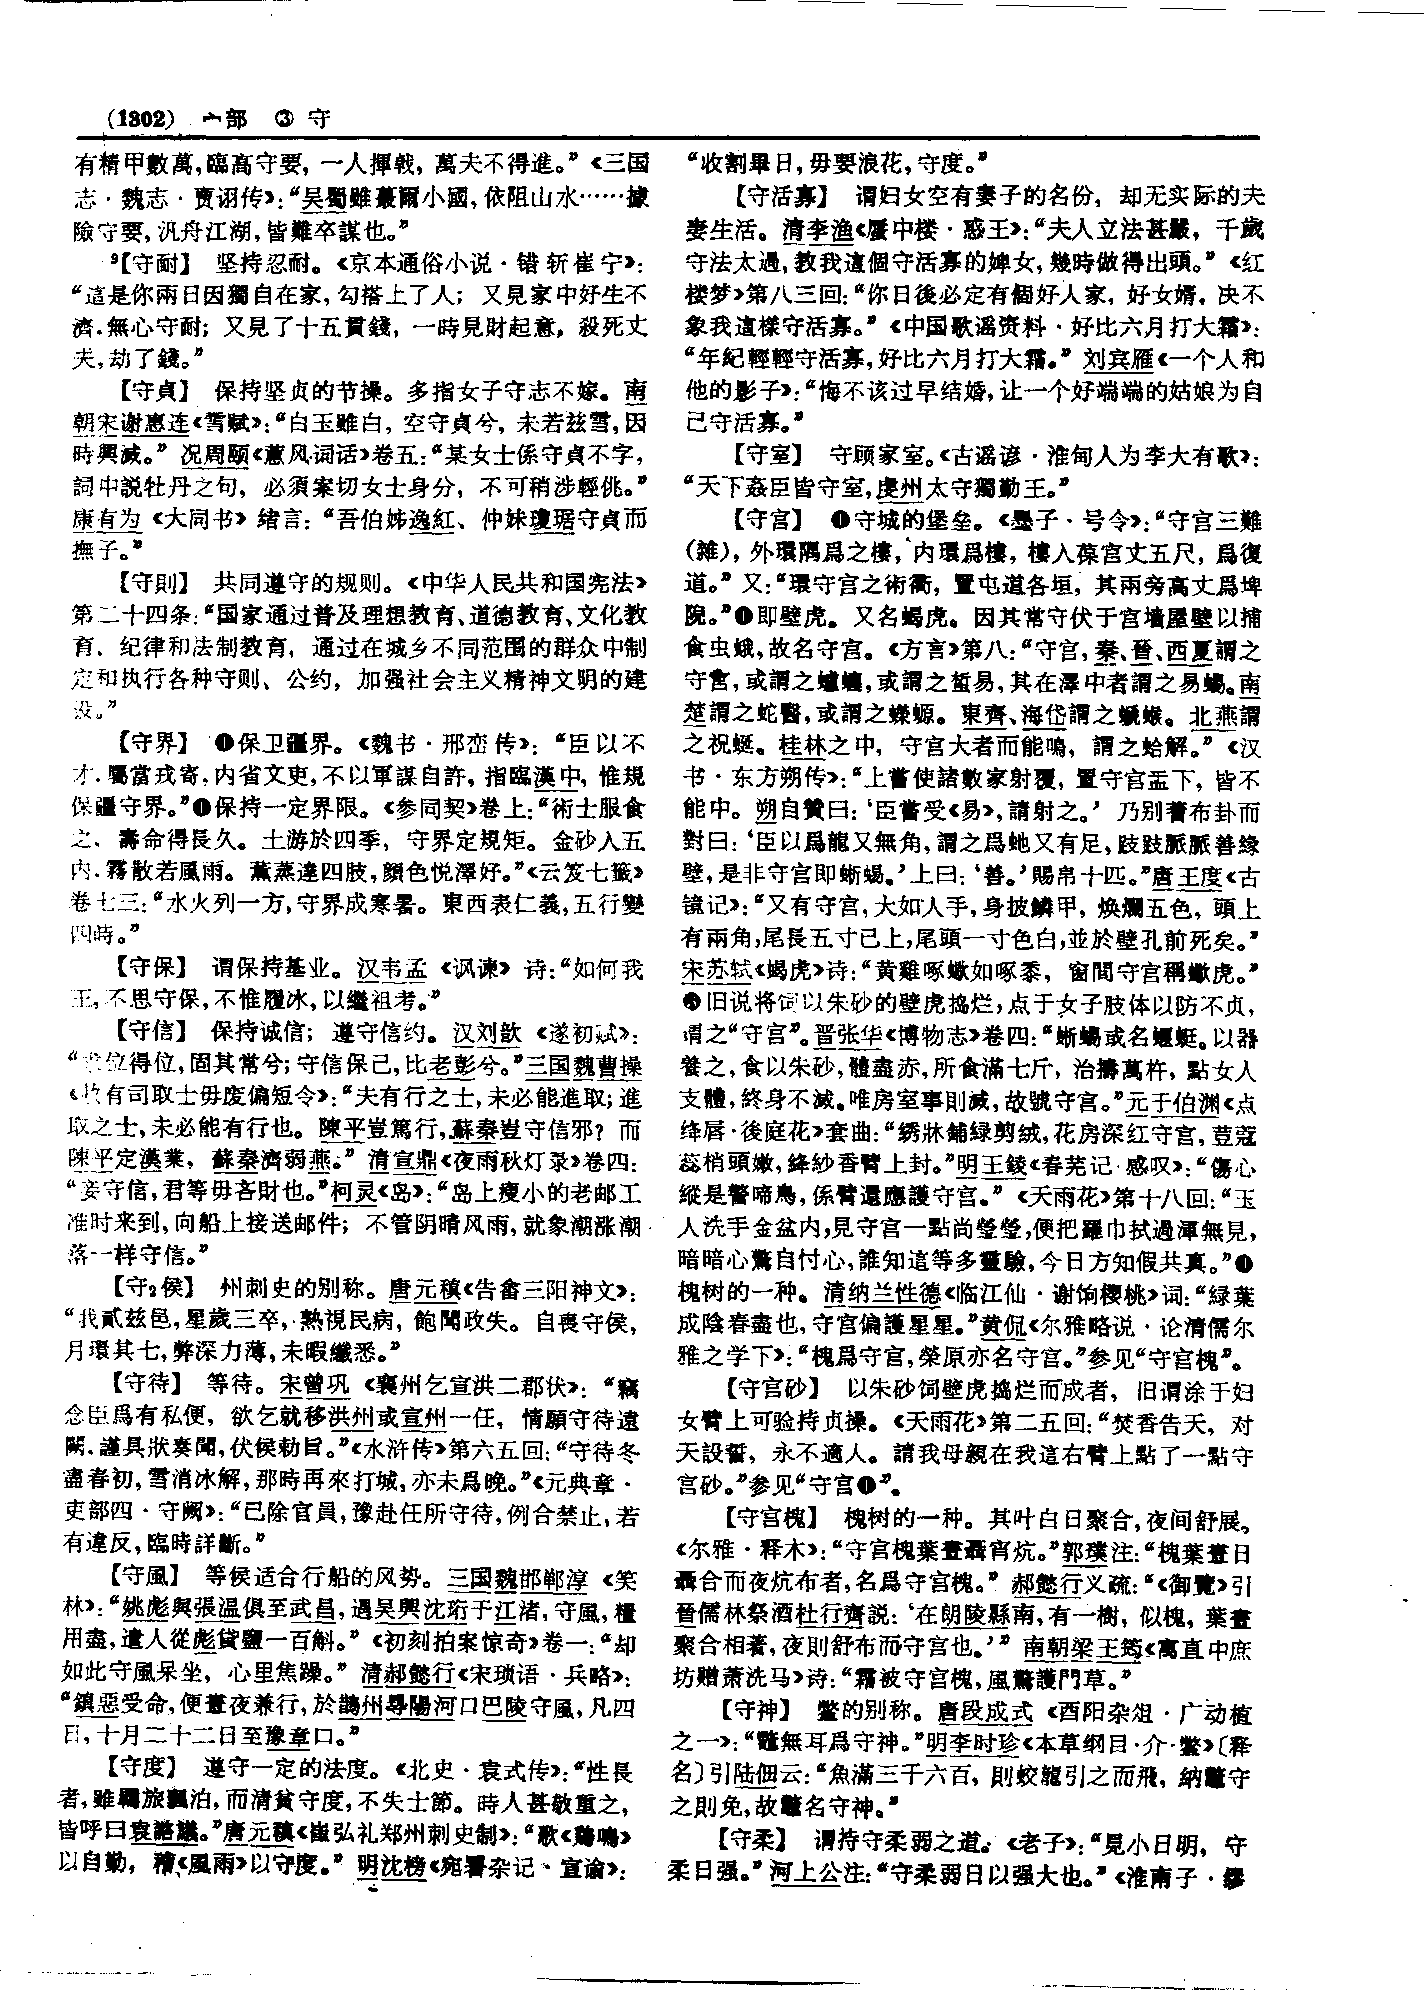 (1302) 宀部 ③ 守
有精甲數萬,臨高守要,一人揮戟,萬夫不得進。”《三国
志·魏志·贾诩传》:“吴蜀雖蕞爾小國,依阻山水……據
險守要,汎舟江湖,皆難卒謀也。”
【守耐】 坚持忍耐。《京本通俗小说·错斩崔宁》:
“這是你兩日因獨自在家,勾搭上了人;又見家中好生不
濟,無心守耐;又見了十五貫錢,一時見財起意,殺死丈
夫,劫了錢。”
【守貞】 保持坚贞的节操。多指女子守志不嫁。南
朝宋谢惠连《雪赋》:“白玉雖白,空守貞兮,未若兹雪,因
時興滅。”况周颐《蕙风词话》卷五:“某女士係守貞不字,
詞中説牡丹之句,必須案切女士身分,不可稍涉輕佻。”
康有为《大同书》绪言:“吾伯姊逸紅、仲妹瓊琚守貞而
撫子。”
【守則】 共同遵守的规则。《中华人民共和国宪法》
第二十四条:“国家通过普及理想教育、道德教育、文化教
育、纪律和法制教育,通过在城乡不同范围的群众中制
定和执行各种守则、公约,加强社会主义精神文明的建
设。”
【守界】 ❶保卫疆界。《魏书·邢峦传》:“臣以不
才,屬當戎寄,内省文吏,不以軍謀自許,指臨漢中,惟規
保疆守界。”❷保持一定界限。《参同契》卷上:“術士服食
之,壽命得長久。土游於四季,守界定規矩。金砂入五
内,霧散若風雨。薰蒸達四肢,顔色悦澤好。”《云笈七籤》
卷七三:“水火列一方,守界成寒暑。東西表仁義,五行變
四時。”
【守保】 谓保持基业。汉韦孟《讽谏》诗:“如何我
王,不思守保,不惟履冰,以繼祖考。”
【守信】 保持诚信;遵守信约。汉刘歆《遂初赋》:
“求位得位,固其常兮;守信保己,比老彭兮。”三国魏曹操
《敕有司取士毋废偏短令》:“夫有行之士,未必能進取;進
取之士,未必能有行也。陳平豈篤行,蘇秦豈守信邪?而
陳平定漢業,蘇秦濟弱燕。”清宣鼎《夜雨秋灯录》卷四:
“妾守信,君等毋吝財也。”柯灵《岛》:“岛上瘦小的老邮工
准时来到,向船上接送邮件;不管阴晴风雨,就象潮涨潮
落一样守信。”
【守₂侯】 州刺史的别称。唐元稹《告畬三阳神文》:
“我貳兹邑,星歲三卒,熟視民病,飽聞政失。自喪守侯,
月環其七,弊深力薄,未暇纖悉。”
【守待】 等待。宋曾巩《襄州乞宣洪二郡状》:“竊
念臣爲有私便,欲乞就移洪州或宣州一任,情願守待遠
闕,謹具狀奏聞,伏侯勅旨。”《水浒传》第六五回:“守待冬
盡春初,雪消冰解,那時再來打城,亦未爲晚。”《元典章·
吏部四·守阙》:“已除官員,豫赴任所守待,例合禁止,若
有違反,臨時詳斷。”
【守風】 等候适合行船的风势。三国魏邯郸淳《笑
林》:“姚彪與張温俱至武昌,遇吴興沈珩于江渚,守風,糧
用盡,遣人從彪貸鹽一百斛。”《初刻拍案惊奇》卷一:“却
如此守風呆坐,心里焦躁。”清郝懿行《宋琐语·兵略》:
“鎮惡受命,便晝夜兼行,於鵲州尋陽河口巴陵守風,凡四
日,十月二十二日至豫章口。”
【守度】 遵守一定的法度。《北史·袁式传》:“性長
者,雖羈旅飄泊,而清貧守度,不失士節。時人甚敬重之,
皆呼曰袁諮議。”唐元稹《崔弘礼郑州刺史制》:“歌《鷄鳴》
以自勤,積《風雨》以守度。”明沈榜《宛署杂记·宣谕》:
“收割畢日,毋要浪花,守度。”
【守活寡】 谓妇女空有妻子的名份,却无实际的夫
妻生活。清李渔《蜃中楼·惑王》:“夫人立法甚嚴,千歲
守法太過,教我這個守活寡的婢女,幾時做得出頭。”《红
楼梦》第八三回:“你日後必定有個好人家,好女婿,决不
象我這樣守活寡。”《中国歌谣资料·好比六月打大霜》:
“年紀輕輕守活寡,好比六月打大霜。”刘宾雁《一个人和
他的影子》:“悔不该过早结婚,让一个好端端的姑娘为自
己守活寡。”
【守室】 守顾家室。《古谣谚·淮甸人为李大有歌》:
“天下姦臣皆守室,虔州太守獨勤王。”
【守宫】 ❶守城的堡垒。《墨子·号令》:“守宫三難
(雜),外環隅爲之樓,内環爲樓,樓入葆宫丈五尺,爲復
道。”又:“環守宫之術衢,置屯道各垣,其兩旁高丈爲埤
院。”❷即壁虎。又名蝎虎。因其常守伏于宫墙屋壁以捕
食虫蛾,故名守宫。《方言》第八:“守宫,秦、晉、西夏謂之
守宫,或謂之蠦𧔧,或謂之蜇易,其在澤中者謂之易蜴。南
楚謂之蛇醫,或謂之蠑螈。東齊、海岱謂之螔䗔。北燕謂
之祝蜓。桂林之中,守宫大者而能鳴,謂之蛤解。”《汉
书·东方朔传》:“上嘗使諸數家射覆,置守宫盂下,皆不
能中。朔自贊曰:‘臣嘗受《易》,請射之。’乃别蓍布卦而
對曰:‘臣以爲龍又無角,謂之爲虵又有足,跂跂脈脈善缘
壁,是非守宫即蜥蜴。’上曰:‘善。’賜帛十匹。”唐王度《古
镜记》:“又有守宫,大如人手,身披鱗甲,焕爛五色,頭上
有兩角,尾長五寸已上,尾頭一寸色白,並於壁孔前死矣。”
宋苏轼《蝎虎》诗:“黄雞啄蠍如啄黍,窗間守宫稱蠍虎。”
❸旧说将饲以朱砂的壁虎捣烂,点于女子肢体以防不贞,
谓之“守宫”。晋张华《博物志》卷四:“蜥蜴或名蝘蜓。以器
養之,食以朱砂,體盡赤,所食滿七斤,治擣萬杵,點女人
支體,終身不滅。唯房室事則滅,故號守宫。”元于伯渊《点
绛唇·後庭花》套曲:“绣牀鋪緑剪绒,花房深红守宫,荳蔻
蕊梢頭嫩,絳紗香臂上封。”明王錂《春芜记·感叹》:“傷心
縱是警啼鳥,係臂還應護守宫。”《天雨花》第十八回:“玉
人洗手金盆内,見守宫一點尚瑩瑩,便把羅巾拭過渾無見,
暗暗心驚自忖心,誰知這等多靈驗,今日方知假共真。”❹
槐树的一种。清纳兰性德《临江仙·谢饷樱桃》词:“緑葉
成陰春盡也,守宫偏護星星。”黄侃《尔雅略说·论清儒尔
雅之学下》:“槐爲守宫,榮原亦名守宫。”参见“守宫槐”。
【守宫砂】 以朱砂饲壁虎捣烂而成者,旧谓涂于妇
女臂上可验持贞操。《天雨花》第二五回:“焚香告天,对
天設誓,永不適人。請我母親在我這右臂上點了一點守
宫砂。”参见“守宫❸”。
【守宫槐】 槐树的一种。其叶白日聚合,夜间舒展。
《尔雅·释木》:“守宫槐葉晝聶宵炕。”郭璞注:“槐葉晝日
聶合而夜炕布者,名爲守宫槐。”郝懿行义疏:“《御覽》引
晉儒林祭酒杜行齊説:‘在朗陵縣南,有一樹,似槐,葉晝
聚合相著,夜則舒布而守宫也。’”南朝梁王筠《寓直中庶
坊赠萧洗马》诗:“霜被守宫槐,風驚護門草。”
【守神】 鳖的别称。唐段成式《酉阳杂俎·广动植
之一》:“鼈無耳爲守神。”明李时珍《本草纲目·介·鳖》〔释
名〕引陆佃云:“魚滿三千六百,則蛟龍引之而飛,納鼈守
之則免,故鼈名守神。”
【守柔】 谓持守柔弱之道。《老子》:“見小日明,守
柔日强。”河上公注:“守柔弱日以强大也。”《淮南子·缪